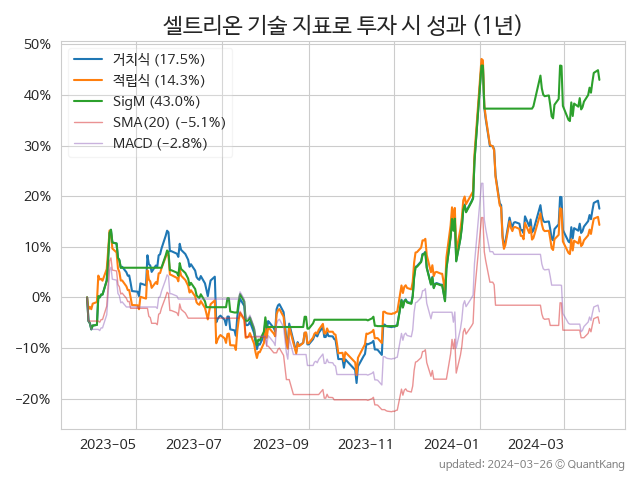 셀트리온 기술 지표로 투자 시 성과 (1년)
50%
40%
30%
20%
10%
0%
−10%
−20%
거치식 (17.5%)
적립식 (14.3%)
SigM (43.0%)
SMA(20) (−5.1%)
MACD (−2.8%)
2023-05 2023-07 2023-09 2023-11 2024-01 2024-03
updated: 2024-03-26 © QuantKang